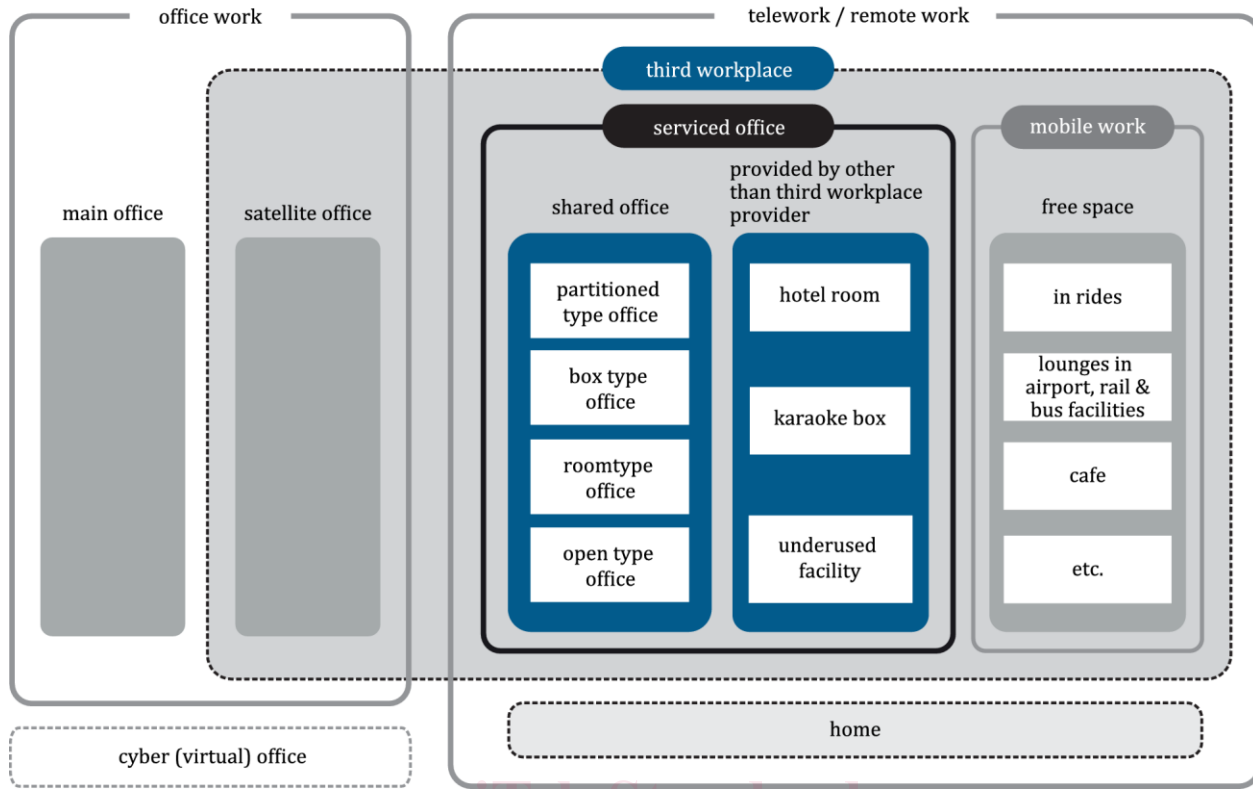 office work
telework / remote work
third workplace
serviced office
mobile work
main office
satellite office
shared office
provided by other
than third workplace
provider
free space
partitioned
type office
box type
office
roomtype
office
open type
office
hotel room
karaoke box
underused
facility
in rides
lounges in
airport, rail &
bus facilities
cafe
etc.
home
cyber (virtual) office